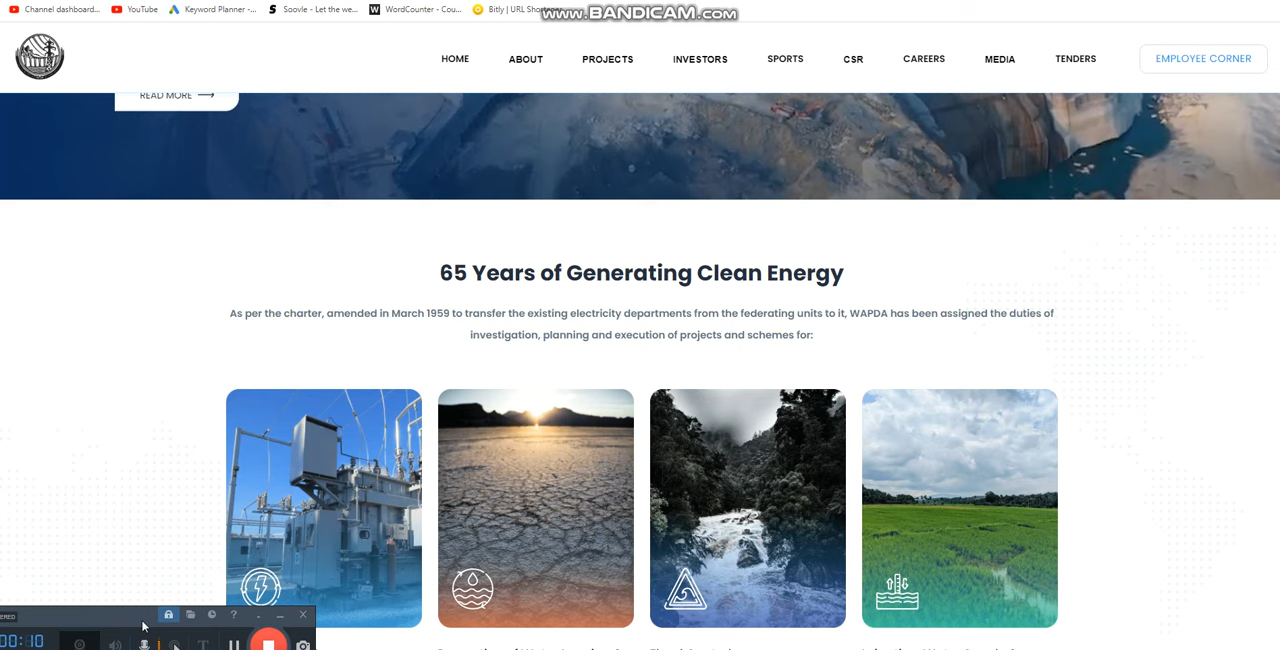 Channel dashboard... YouTube Keyword Planner -... Soovle - Let the we... WordCounter - Cou... Bitly | URL Shortener
www.BANDICAM.com
HOME ABOUT PROJECTS INVESTORS SPORTS CSR CAREERS MEDIA TENDERS EMPLOYEE CORNER
READ MORE
65 Years of Generating Clean Energy
As per the charter, amended in March 1959 to transfer the existing electricity departments from the federating units to it, WAPDA has been assigned the duties of
investigation, planning and execution of projects and schemes for:
ERED
00:10